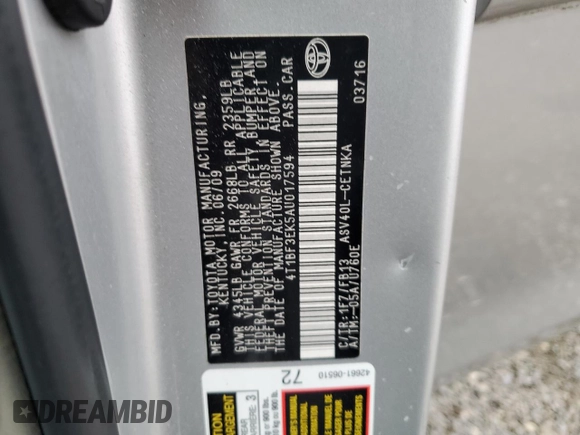 MFD.BY:TOYOTA MOTOR MANUFACTURING,
KENTUCKY,INC.06/09
GVWR 4345LB GAWR FR 2668LB RR 2359LB
THIS VEHICLE CONFORMS TO ALL APPLICABLE
FEDERAL MOTOR VEHICLE SAFETY,BUMPER,AND
THEFT PREVENTION STANDARDS IN EFFECT ON
THE DATE OF MANUFACTURE SHOWN ABOVE.
4T1BF3EK5AU017594 PASS.CAR
C/TR:1F7/FB13 ASV40L-CETNKA
A/TM:-05A/U760E
03716
42661-06510
72
3
DREAMBID